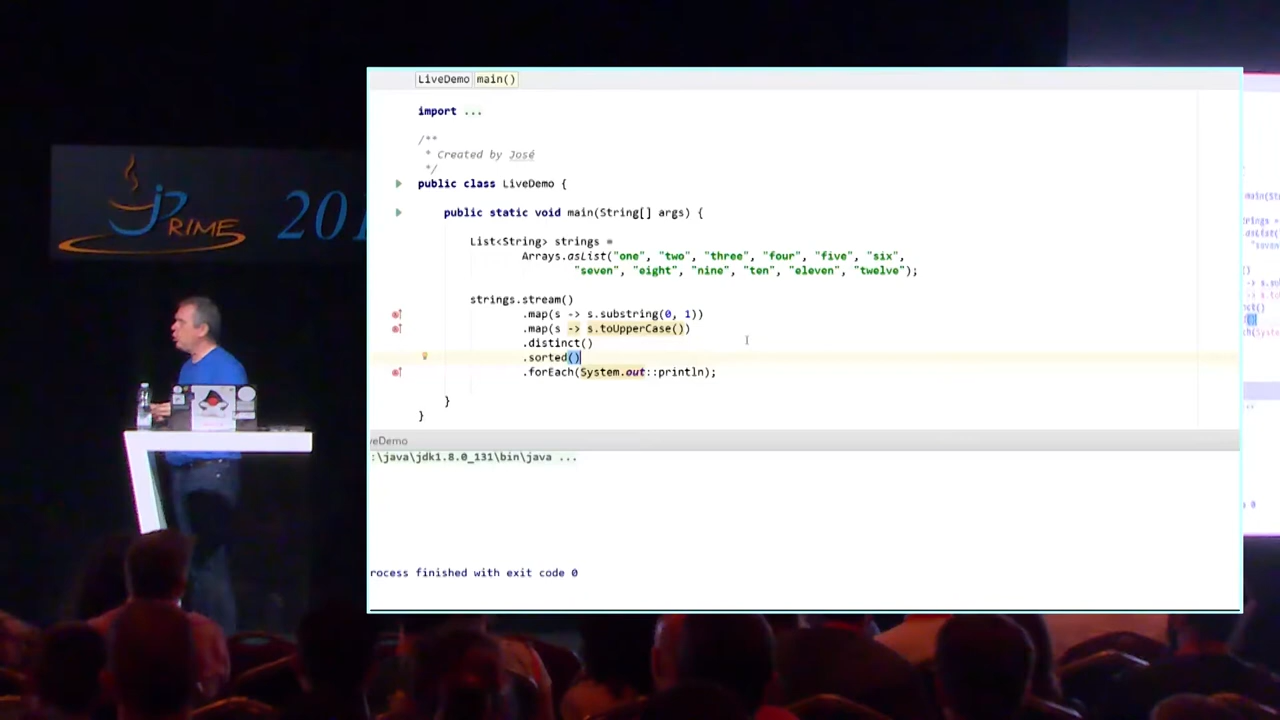 JPRIME 201
LiveDemo main()
import ...
/**
* Created by José
*/
public class LiveDemo {
public static void main(String[] args) {
List<String> strings =
Arrays.asList("one", "two", "three", "four", "five", "six",
"seven", "eight", "nine", "ten", "eleven", "twelve");
strings.stream()
.map(s -> s.substring(0, 1))
.map(s -> s.toUpperCase())
.distinct()
.sorted()
.forEach(System.out::println);
}
}
veDemo
:\java\jdk1.8.0_131\bin\java ...
rocess finished with exit code 0